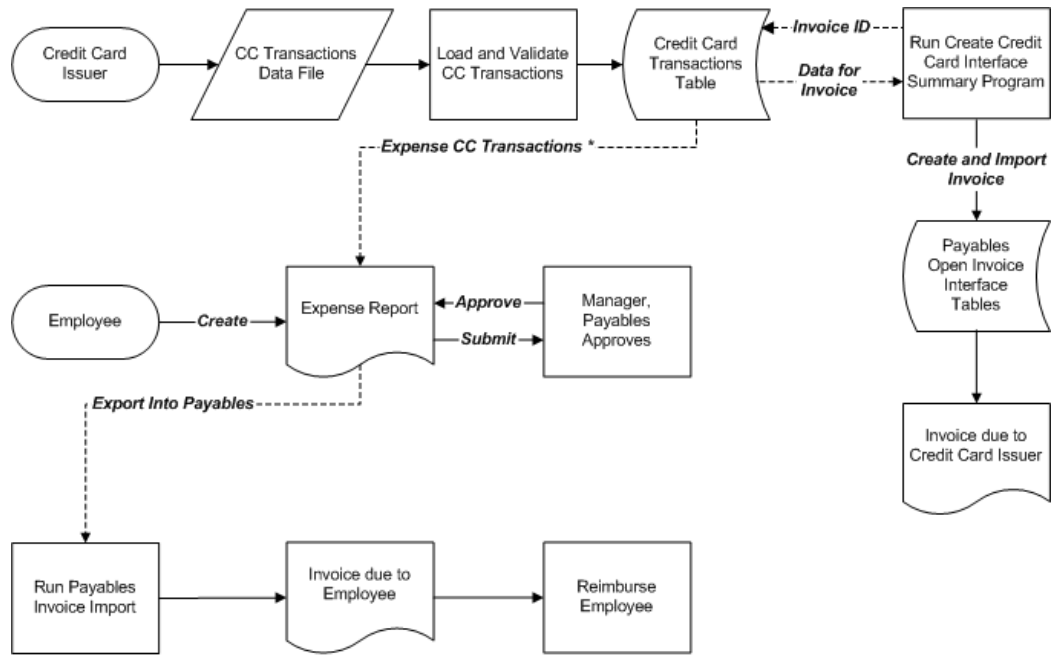 Credit Card
Issuer
CC Transactions
Data File
Load and Validate
CC Transactions
Credit Card
Transactions
Table
Invoice ID
Data for
Invoice
Run Create Credit
Card Interface
Summary Program
Expense CC Transactions *
Create and Import
Invoice
Payables
Open Invoice
Interface
Tables
Employee
Create
Expense Report
Approve
Submit
Manager,
Payables
Approves
Export Into Payables
Invoice due to
Credit Card Issuer
Run Payables
Invoice Import
Invoice due to
Employee
Reimburse
Employee